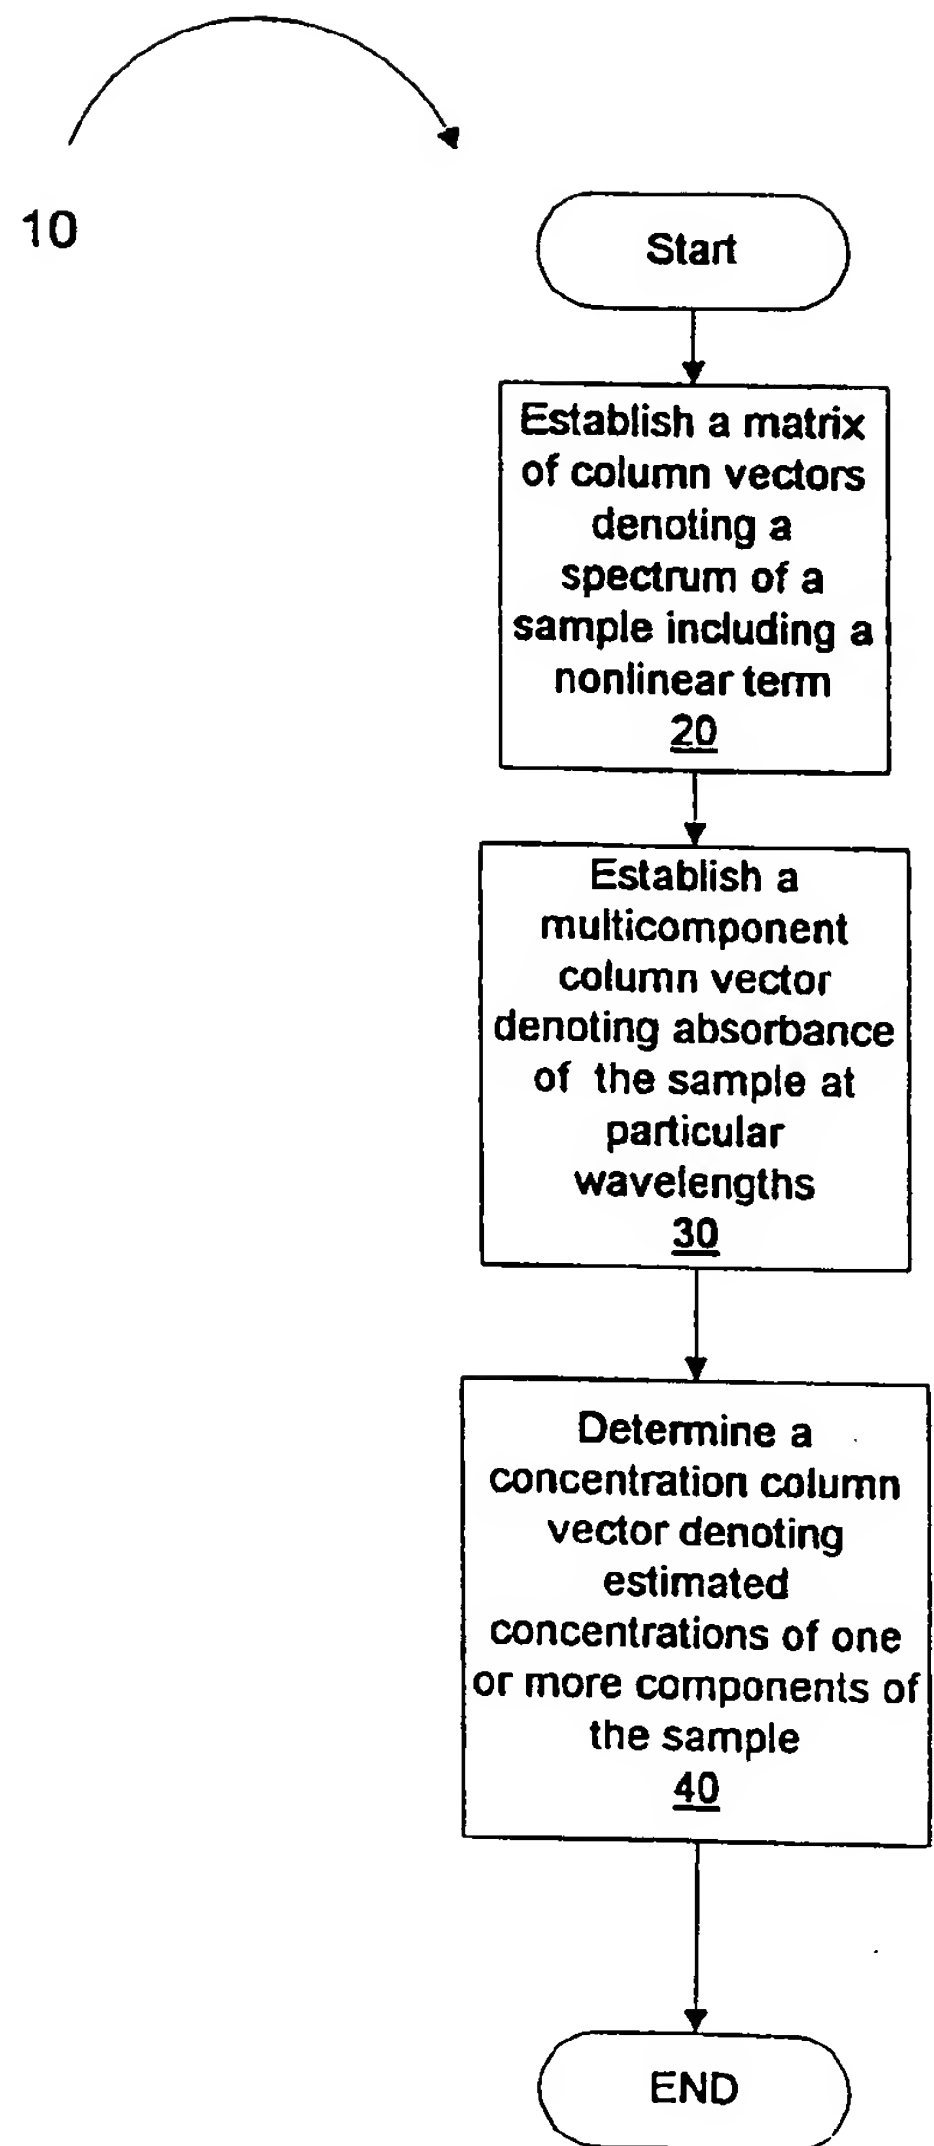 10
Start
Establish a matrix
of column vectors
denoting a
spectrum of a
sample including a
nonlinear term
20
Establish a
multicomponent
column vector
denoting absorbance
of the sample at
particular
wavelengths
30
Determine a
concentration column
vector denoting
estimated
concentrations of one
or more components of
the sample
40
END